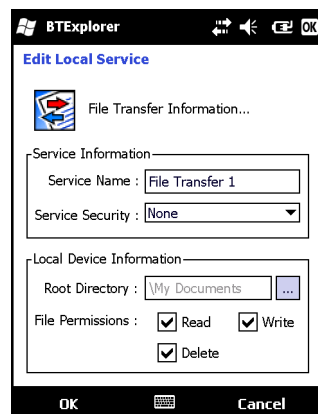 BTExplorer OK
Edit Local Service
File Transfer Information...
Service Information
Service Name : File Transfer 1
Service Security : None
Local Device Information
Root Directory : \My Documents ...
File Permissions : Read Write
Delete
OK Cancel